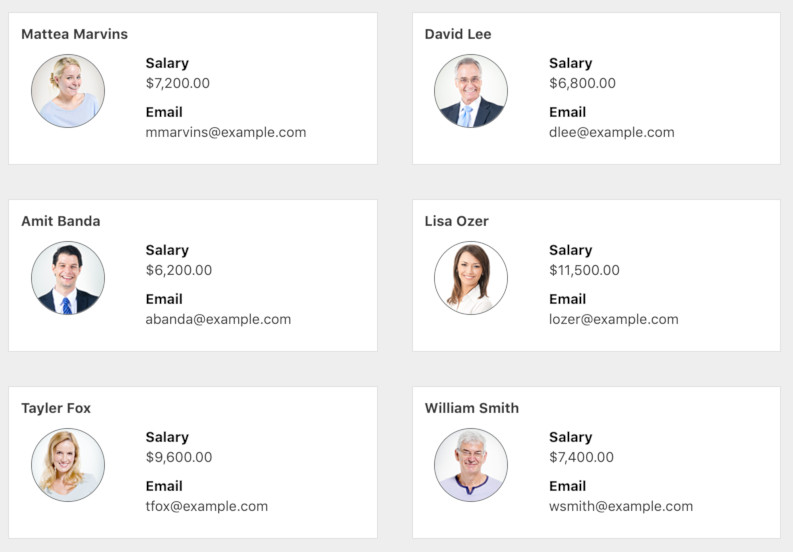 Mattea Marvins
Salary
$7,200.00
Email
mmarvins@example.com
David Lee
Salary
$6,800.00
Email
dlee@example.com
Amit Banda
Salary
$6,200.00
Email
abanda@example.com
Lisa Ozer
Salary
$11,500.00
Email
lozer@example.com
Tayler Fox
Salary
$9,600.00
Email
tfox@example.com
William Smith
Salary
$7,400.00
Email
wsmith@example.com